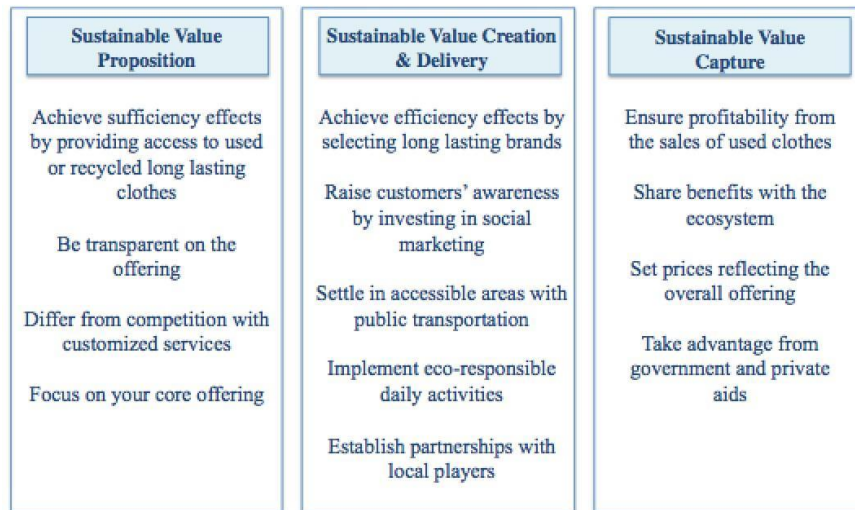 Sustainable Value
Proposition
Achieve sufficiency effects
by providing access to used
or recycled long lasting
clothes
Be transparent on the
offering
Differ from competition with
customized services
Focus on your core offering
Sustainable Value Creation
& Delivery
Achieve efficiency effects by
selecting long lasting brands
Raise customers’ awareness
by investing in social
marketing
Settle in accessible areas with
public transportation
Implement eco-responsible
daily activities
Establish partnerships with
local players
Sustainable Value
Capture
Ensure profitability from
the sales of used clothes
Share benefits with the
ecosystem
Set prices reflecting the
overall offering
Take advantage from
government and private
aids